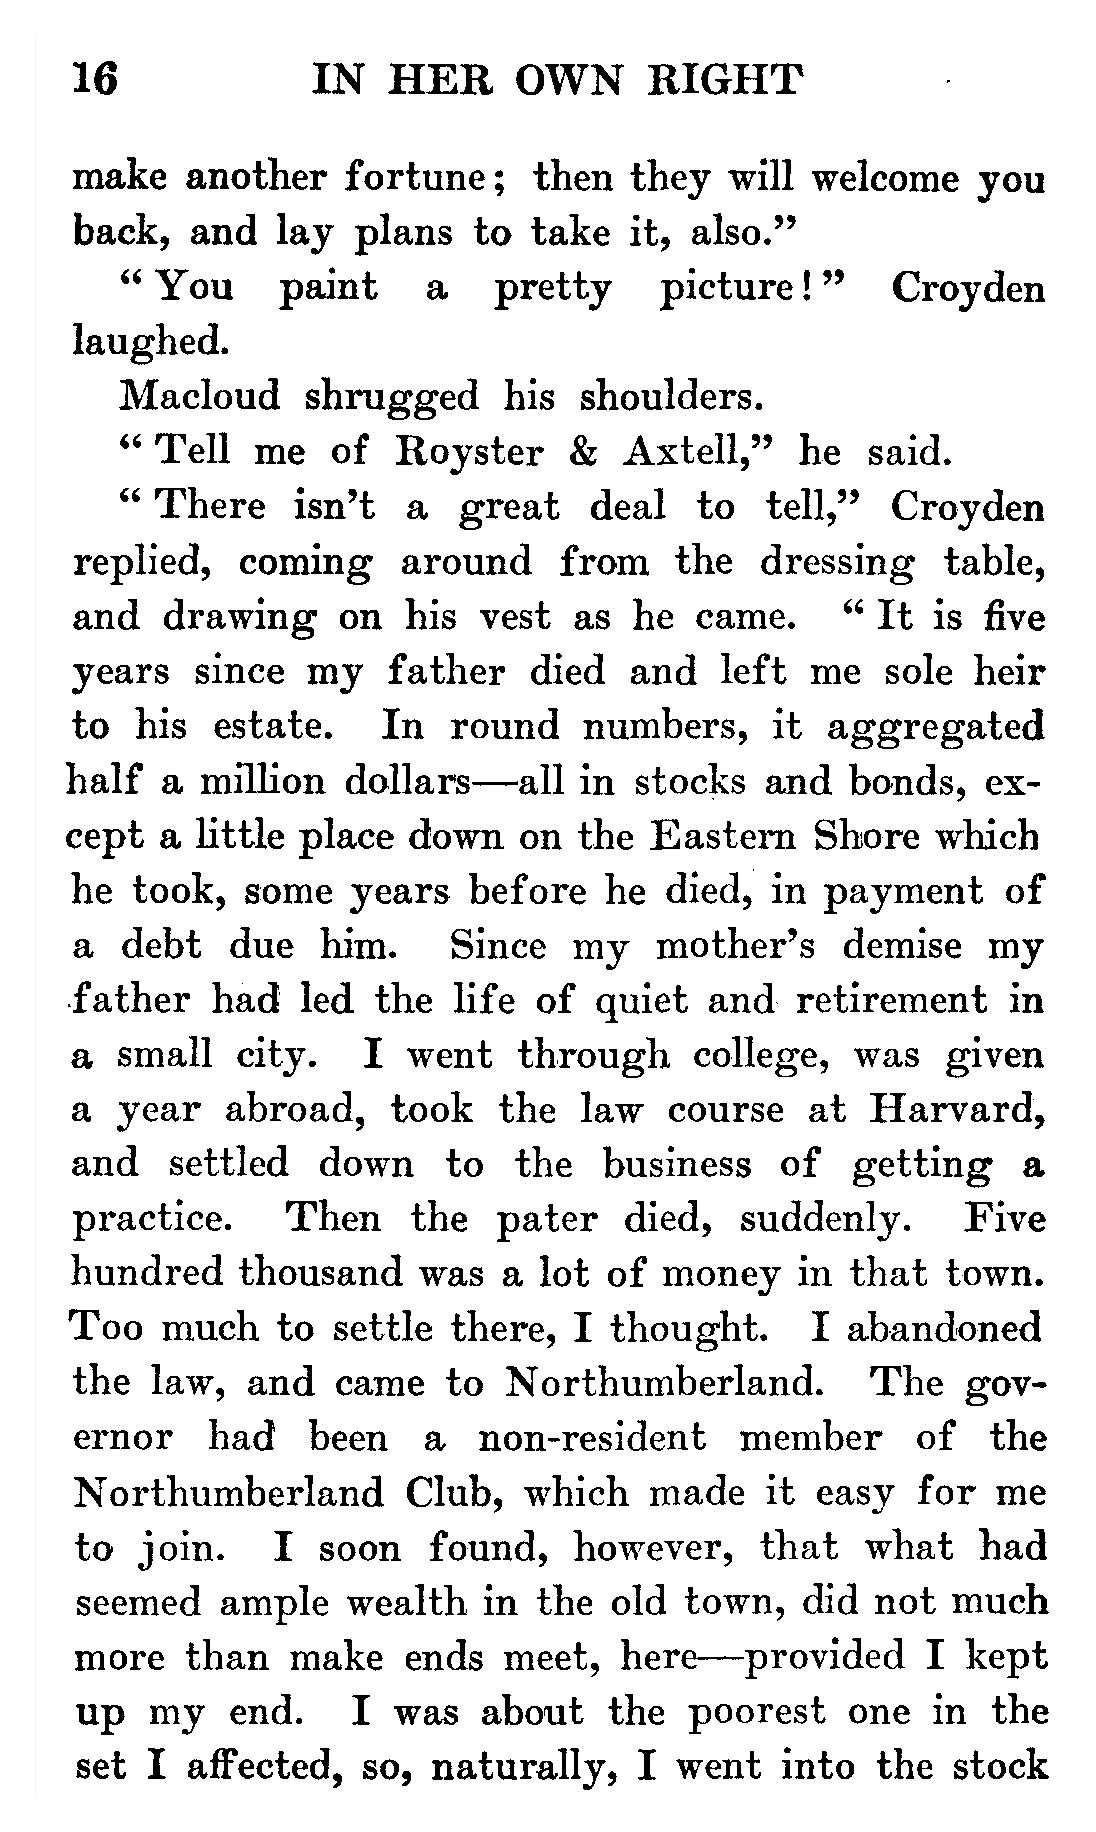 16 IN HER OWN RIGHT
make another fortune; then they will welcome you
back, and lay plans to take it, also."
"You paint a pretty picture!" Croyden
laughed.
Macloud shrugged his shoulders.
"Tell me of Royster & Axtell," he said.
"There isn't a great deal to tell," Croyden
replied, coming around from the dressing table,
and drawing on his vest as he came. "It is five
years since my father died and left me sole heir
to his estate. In round numbers, it aggregated
half a million dollars—all in stocks and bonds, ex-
cept a little place down on the Eastern Shore which
he took, some years before he died, in payment of
a debt due him. Since my mother's demise my
father had led the life of quiet and retirement in
a small city. I went through college, was given
a year abroad, took the law course at Harvard,
and settled down to the business of getting a
practice. Then the pater died, suddenly. Five
hundred thousand was a lot of money in that town.
Too much to settle there, I thought. I abandoned
the law, and came to Northumberland. The gov-
ernor had been a non-resident member of the
Northumberland Club, which made it easy for me
to join. I soon found, however, that what had
seemed ample wealth in the old town, did not much
more than make ends meet, here—provided I kept
up my end. I was about the poorest one in the
set I affected, so, naturally, I went into the stock